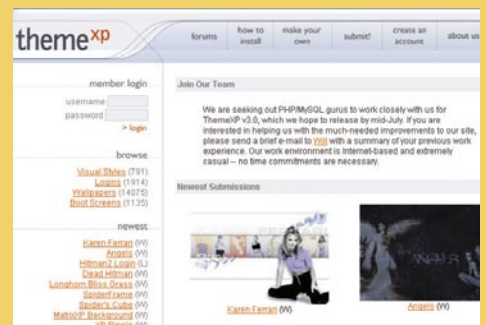 themeXP
forums
how to install
make your own
submit!
create an account
about us
member login
username
password
> login
browse
Visual Styles (791)
Logins (1914)
Wallpapers (14075)
Boot Screens (1135)
newest
Karen Ferrari (W)
Angels (W)
Hitman2 Login (L)
Dead Hitman (W)
Longhorn Bliss Grass (W)
SpiderFrame (W)
Spider's Cube (W)
MatrixXP Background (W)
Join Our Team
We are seeking out PHP/MySQL gurus to work closely with us for
ThemeXP v3.0, which we hope to release by mid-July. If you are
interested in helping us with the much-needed improvements to our site,
please send a brief e-mail to Will with a summary of your previous work
experience. Our work environment is Internet-based and extremely
casual -- no time commitments are necessary.
Newest Submissions
Karen Ferrari (W)
Angels (W)